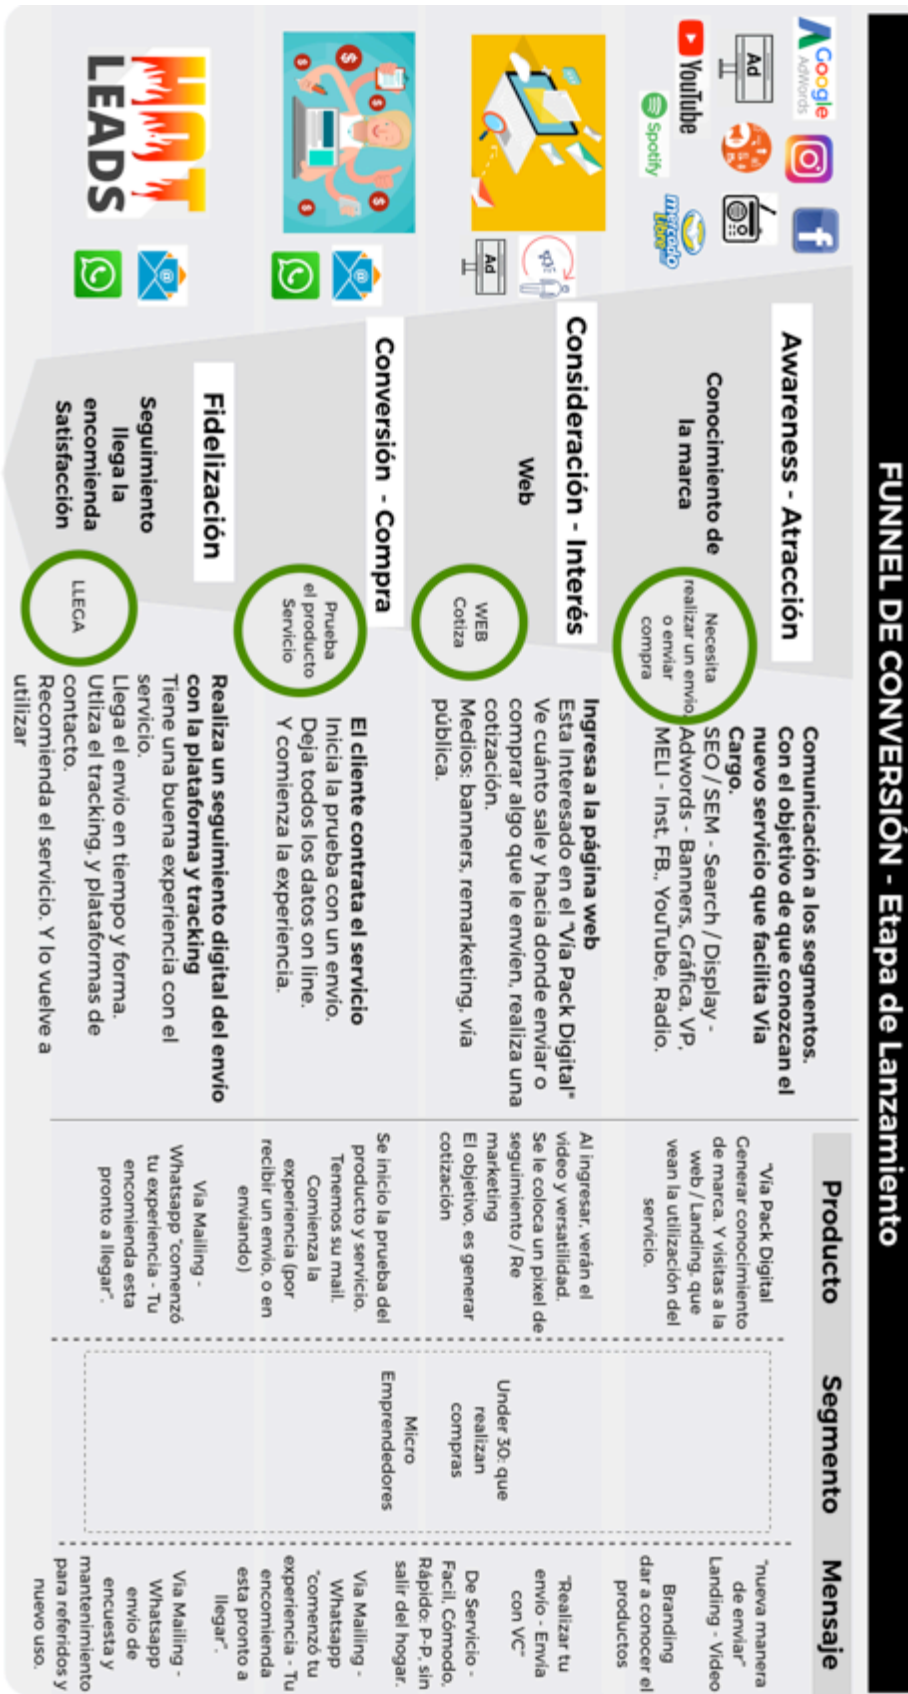 FUNNEL DE CONVERSIÓN - Etapa de Lanzamiento
Producto
Segmento
Mensaje
Google
AdWords
Ad
YouTube
Spotify
mercado
libre
Awareness - Atracción
Conocimiento de
la marca
Necesita
realizar un envio,
o enviar
compra
Comunicación a los segmentos.
Con el objetivo de que conozcan el
nuevo servicio que facilita Via
Cargo.
SEO / SEM - Search / Display -
Adwords - Banners, Gráfica, VP,
MELI - Inst, FB,, YouTube, Radio.
"Vía Pack Digital
Generar conocimiento
de marca. Y visitas a la
web / Landing, que
vean la utilización del
servicio.
"nueva manera
de enviar"
Landing - Video
Branding
dar a conocer el
productos
Ad
Consideración - Interés
Web
WEB
Cotiza
Ingresa a la página web
Esta Interesado en el "Vía Pack Digital"
Ve cuánto sale y hacia donde enviar o
comprar algo que le envíen, realiza una
cotización.
Medios: banners, remarketing, vía
pública.
Al ingresar, verán el
video y versatilidad.
Se le coloca un pixel de
seguimiento / Re
marketing
El objetivo, es generar
cotización
Under 30: que
realizan
compras
Micro
Emprendedores
"Realizar tu
envío - Envía
con VC"
De Servicio -
Facil, Cómodo,
Rápido: P-P, sin
salir del hogar.
Conversión - Compra
Prueba
el producto
Servicio
El cliente contrata el servicio
Inicia la prueba con un envío.
Deja todos los datos on line.
Y comienza la experiencia.
Se inicio la prueba del
producto y servicio.
Tenemos su mail.
Comienza la
experiencia (por
recibir un envio, o en
enviando)
Via Mailing -
Whatsapp
"comenzó tu
experiencia - Tu
encomienda
esta pronto a
llegar".
HOT
LEADS
Fidelización
Seguimiento
llega la
encomienda
Satisfacción
LLEGA
Realiza un seguimiento digital del envío
con la plataforma y tracking
Tiene una buena experiencia con el
servicio.
Llega el envio en tiempo y forma.
Utliza el tracking, y plataformas de
contacto.
Recomienda el servicio. Y lo vuelve a
utilizar
Via Mailing -
Whatsapp "comenzó
tu experiencia - Tu
encomienda esta
pronto a llegar".
Via Mailing -
Whatsapp
envio de
encuesta y
mantenimiento
para referidos y
nuevo uso.